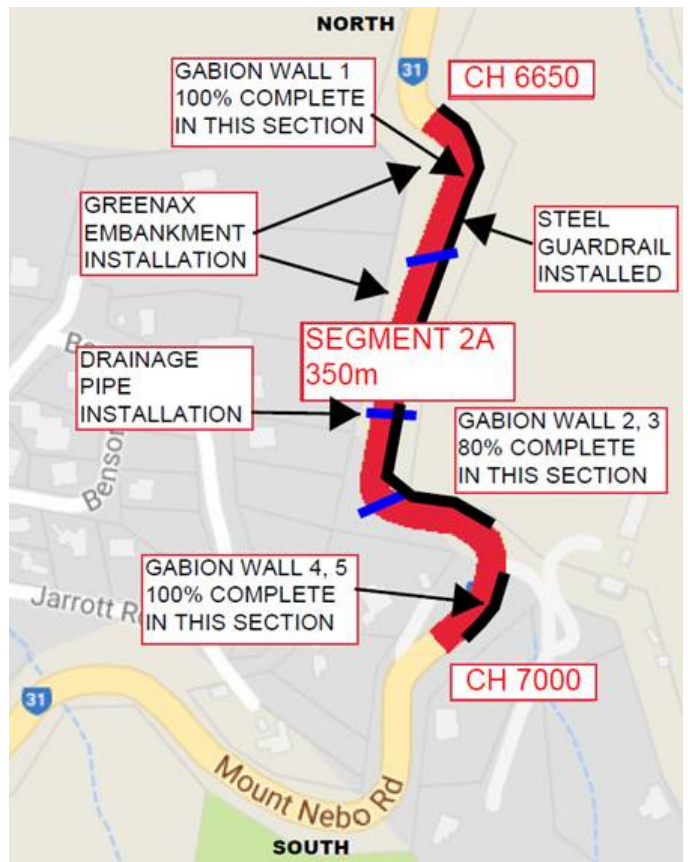 NORTH
31
CH 6650
GABION WALL 1
100% COMPLETE
IN THIS SECTION
GREENAX
EMBANKMENT
INSTALLATION
STEEL
GUARDRAIL
INSTALLED
SEGMENT 2A
350m
DRAINAGE
PIPE
INSTALLATION
GABION WALL 2, 3
80% COMPLETE
IN THIS SECTION
GABION WALL 4, 5
100% COMPLETE
IN THIS SECTION
Jarrott
CH 7000
31
Mount Nebo Rd
SOUTH